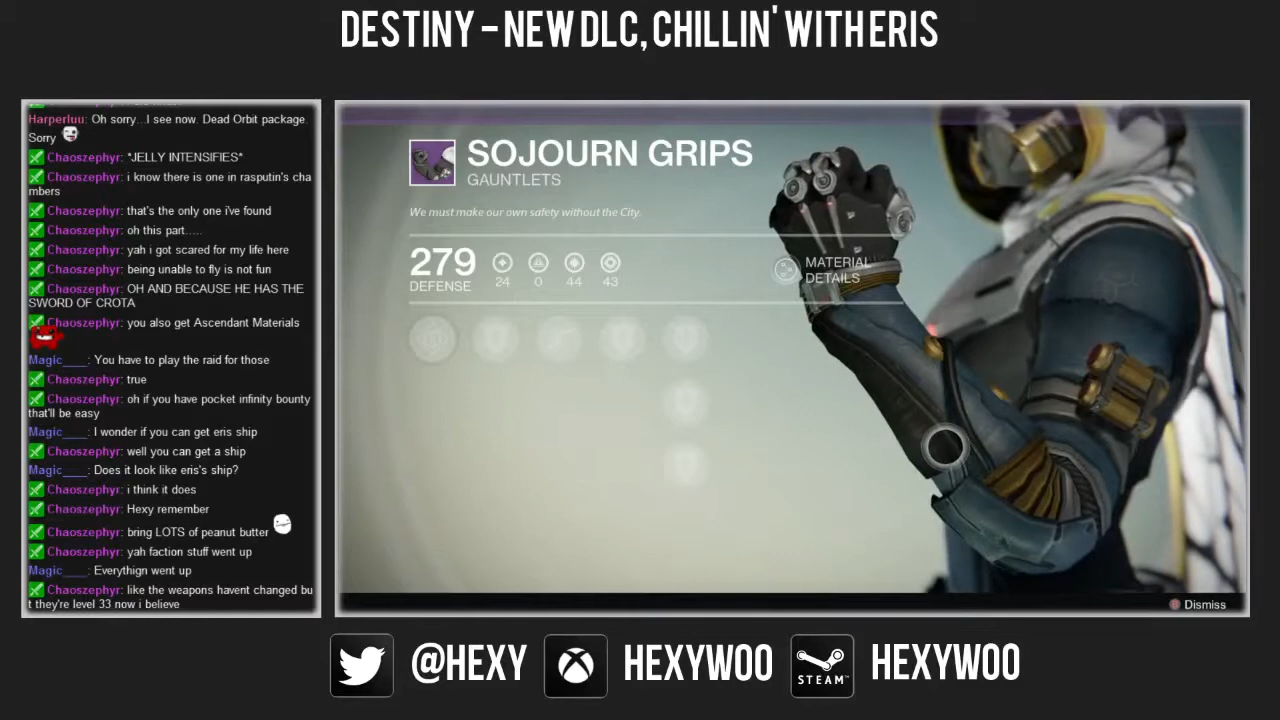 DESTINY - NEW DLC, CHILLIN' WITH ERIS
Harperluu: Oh sorry...I see now. Dead Orbit package.
Sorry
Chaoszephyr: *JELLY INTENSIFIES*
Chaoszephyr: i know there is one in rasputin's cha
mbers
Chaoszephyr: that's the only one i've found
Chaoszephyr: oh this part.....
Chaoszephyr: yah i got scared for my life here
Chaoszephyr: being unable to fly is not fun
Chaoszephyr: OH AND BECAUSE HE HAS THE
SWORD OF CROTA
Chaoszephyr: you also get Ascendant Materials
Magic____: You have to play the raid for those
Chaoszephyr: true
Chaoszephyr: oh if you have pocket infinity bounty
that'll be easy
Magic____: I wonder if you can get eris ship
Chaoszephyr: well you can get a ship
Magic____: Does it look like eris's ship?
Chaoszephyr: i think it does
Chaoszephyr: Hexy remember
Chaoszephyr: bring LOTS of peanut butter
Chaoszephyr: yah faction stuff went up
Magic____: Everythign went up
Chaoszephyr: like the weapons havent changed bu
t they're level 33 now i believe
SOJOURN GRIPS
GAUNTLETS
We must make our own safety without the City.
279
DEFENSE
24 0 44 43
MATERIAL
DETAILS
Dismiss
@HEXY
HEXYWOO
STEAM™
HEXYWOO